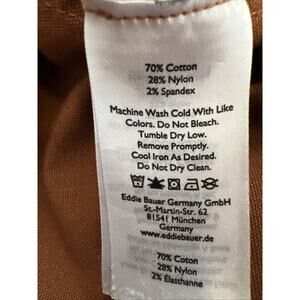 70% Cotton
28% Nylon
2% Spandex
Machine Wash Cold With Like
Colors. Do Not Bleach.
Tumble Dry Low.
Remove Promptly.
Cool Iron As Desired.
Do Not Dry Clean.
Eddie Bauer Germany GmbH
St.-Martin-Str. 62
81541 München
Germany
www.eddiebauer.de
70% Cotton
28% Nylon
2% Élasthanne